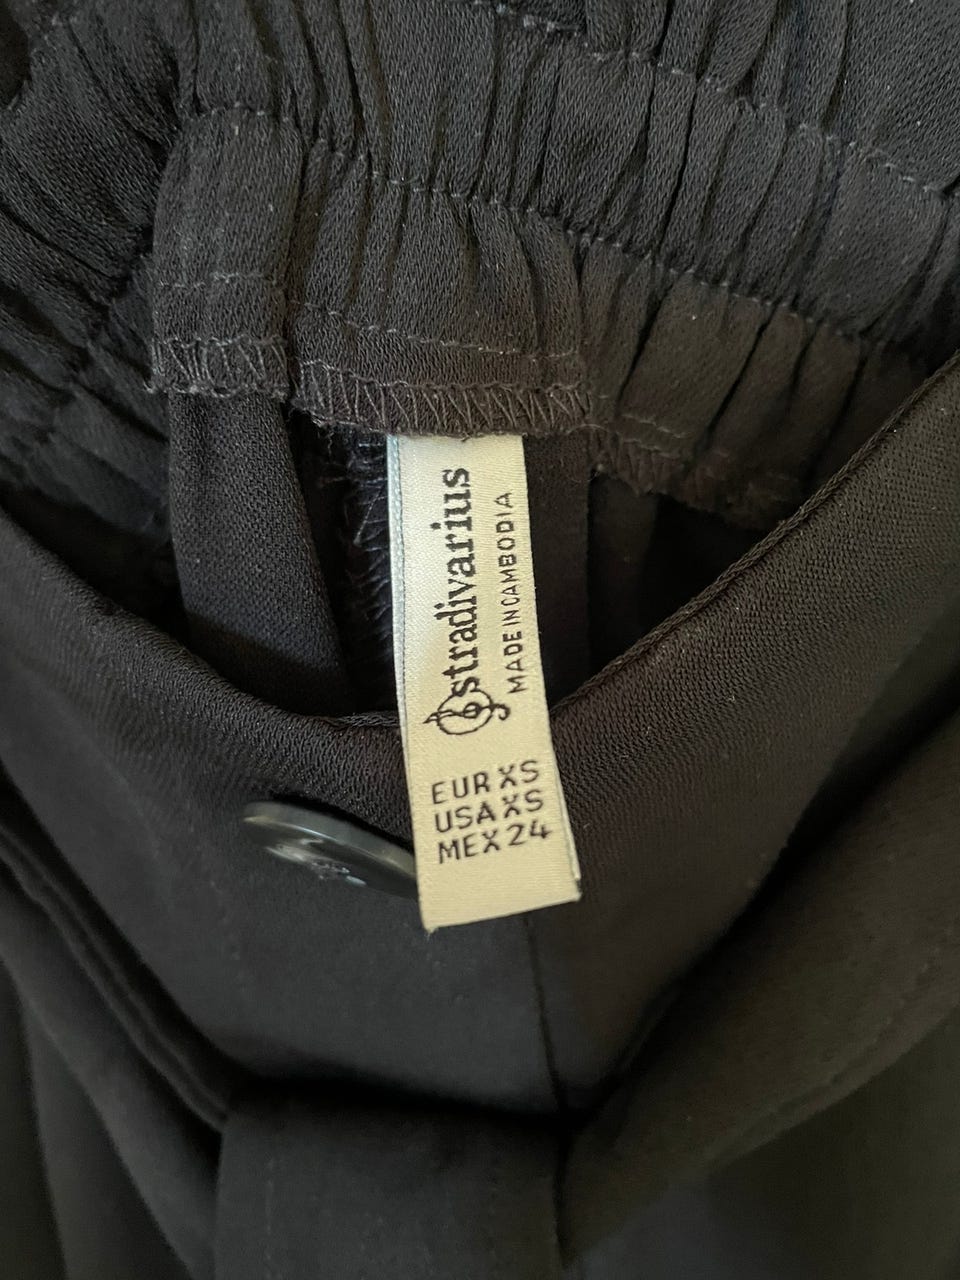 stradivarius
MADE IN CAMBODIA
EUR XS
USA XS
MEX 24